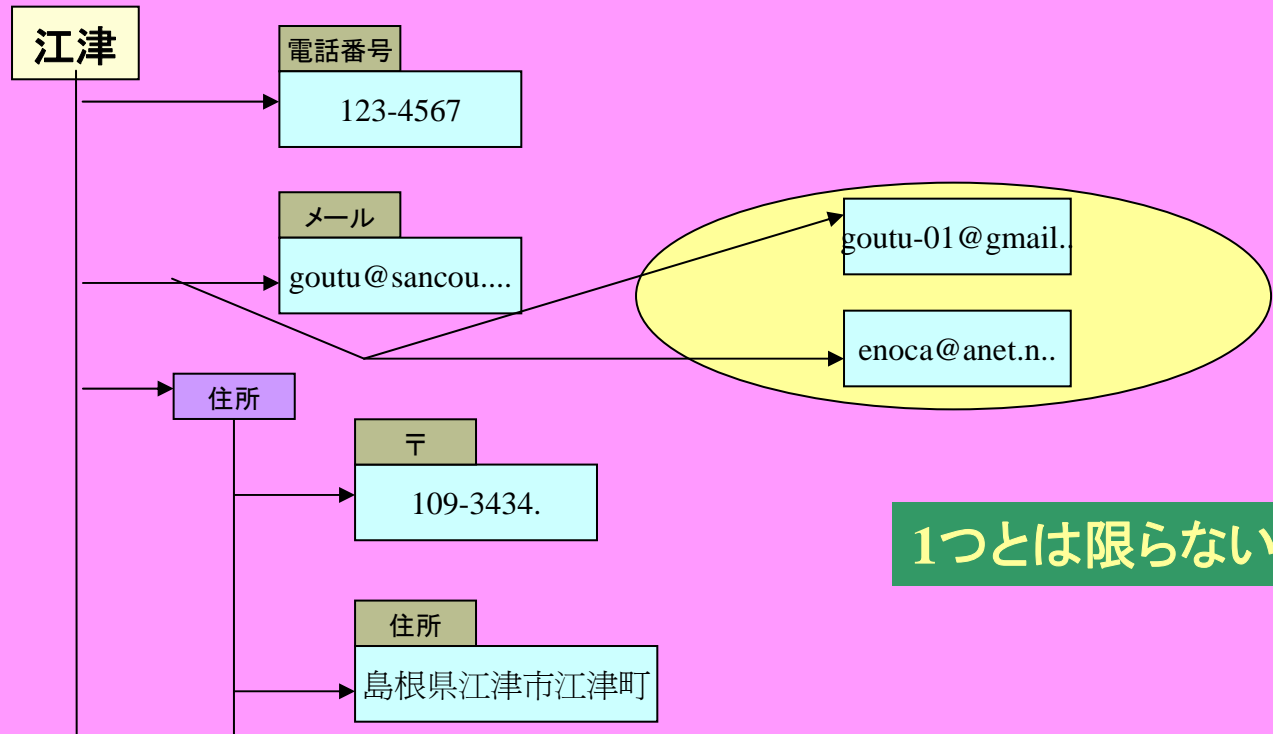 江津
電話番号
123-4567
メール
goutu@sancou....
goutu-01@gmail..
enoca@anet.n..
住所
〒
109-3434.
1つとは限らない
住所
島根県江津市江津町